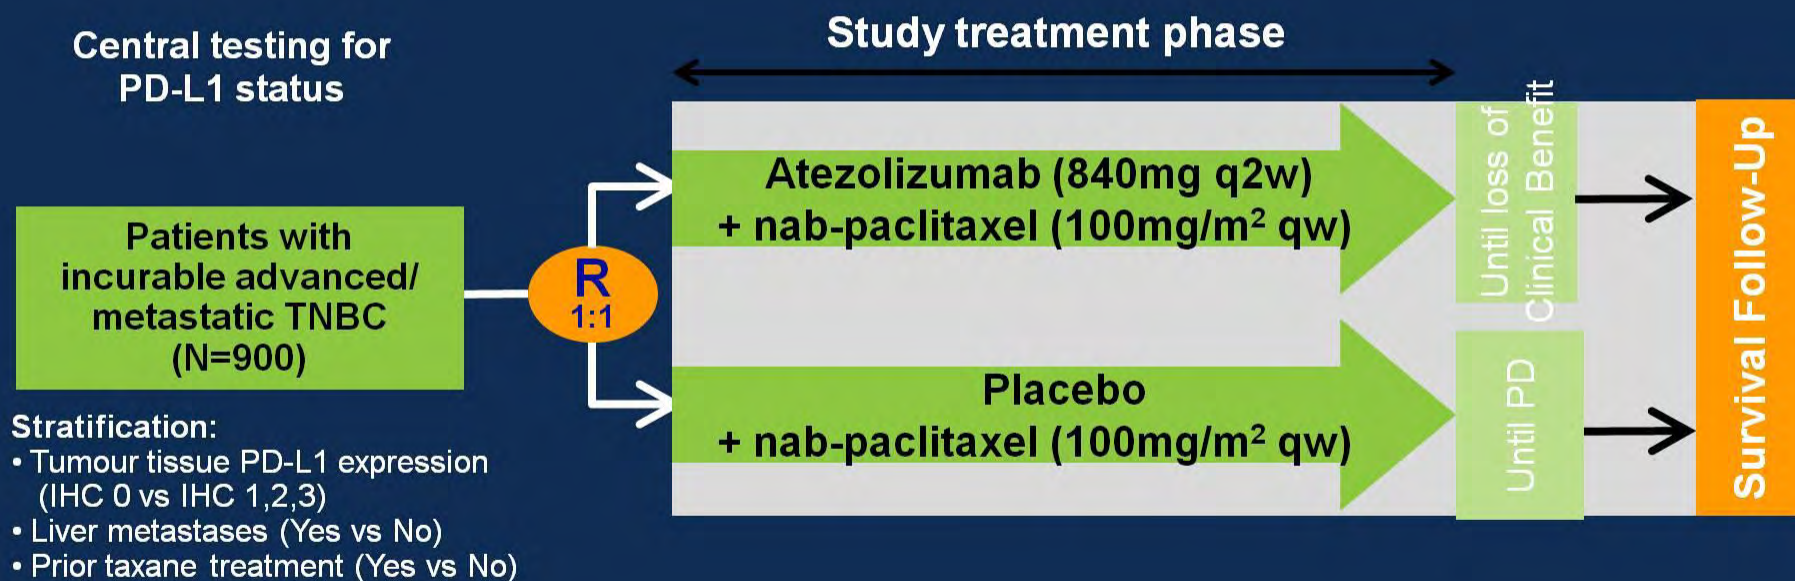 Central testing for
PD-L1 status
Study treatment phase
Patients with
incurable advanced/
metastatic TNBC
(N=900)
R
1:1
Atezolizumab (840mg q2w)
+ nab-paclitaxel (100mg/m² qw)
Until loss of
Clinical Benefit
Placebo
+ nab-paclitaxel (100mg/m² qw)
Until PD
Survival Follow-Up
Stratification:
• Tumour tissue PD-L1 expression
(IHC 0 vs IHC 1,2,3)
• Liver metastases (Yes vs No)
• Prior taxane treatment (Yes vs No)